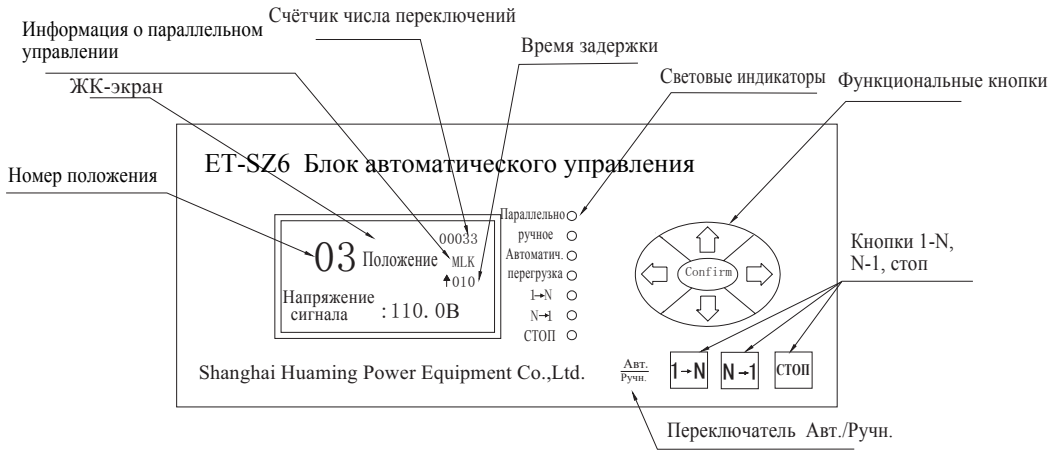 Счётчик числа переключений
Информация о параллельном
управлении
Время задержки
ЖК-экран
Световые индикаторы
Функциональные кнопки
ET-SZ6 Блок автоматического управления
Номер положения
Параллельно
ручное
Автоматич.
перегрузка
1→N
N→1
СТОП
00033
03 Положение MLK
↑010
Напряжение
сигнала :110.0В
Confirm
Кнопки 1-N,
N-1, стоп
Shanghai Huaming Power Equipment Co.,Ltd.
Авт.
Ручн.
1→N
N→1
СТОП
Переключатель Авт./Ручн.